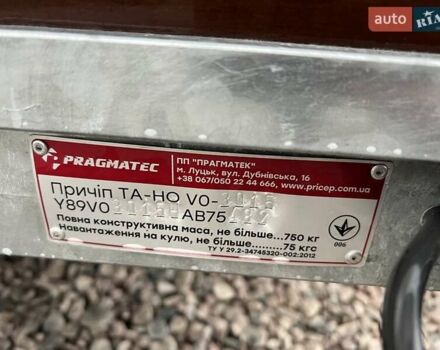 auto RIA
PRAGMATEC
ПП "ПРАГМАТЕК"
м. Луцьк, вул. Дубнівська, 16
+38 067/050 22 44 666, www.pricep.com.ua
Причіп ТА-НО V0-3015
Y89V0 AB75
Повна конструктивна маса, не більше 750 кг
Навантаження на кулю, не більше 75 кгс
ТУ У 29.2-34745320-002:2012
006